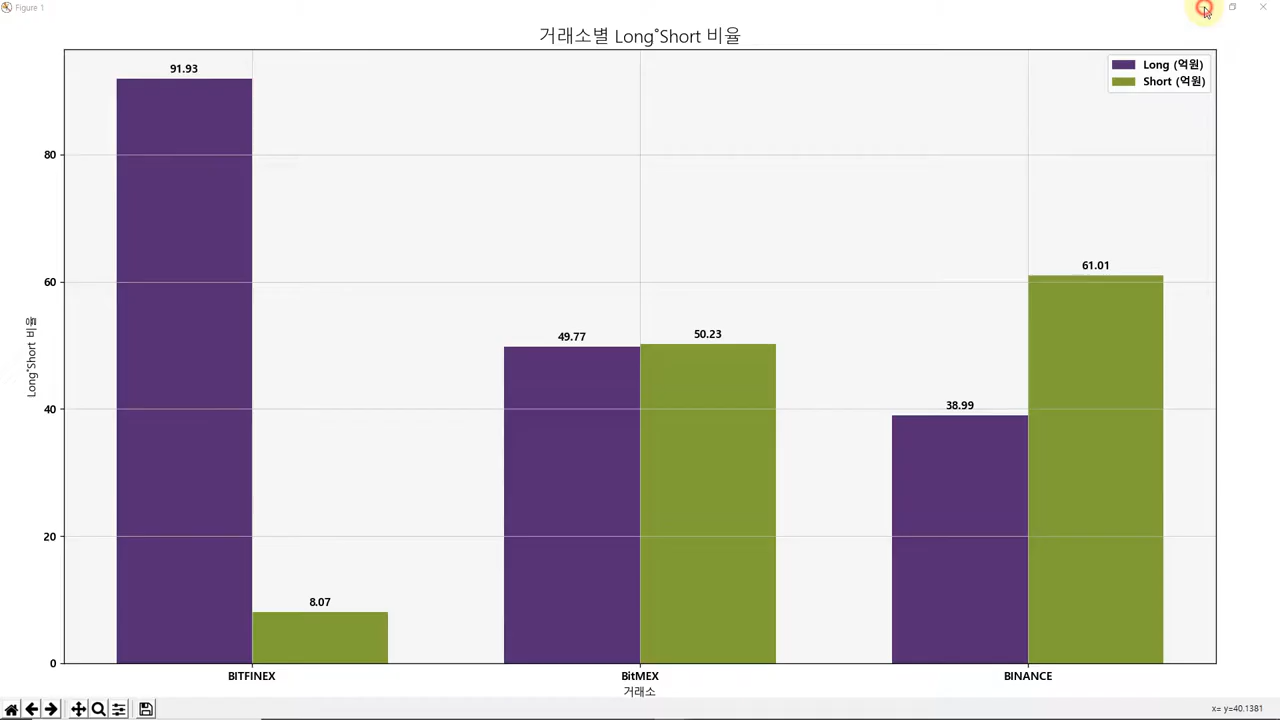 Figure 1
거래소별 Long˚Short 비율
Long (억원)
Short (억원)
91.93
8.07
49.77
50.23
38.99
61.01
80
60
40
20
0
Long˚Short 비율
BITFINEX
BitMEX
BINANCE
거래소
x= y=40.1381